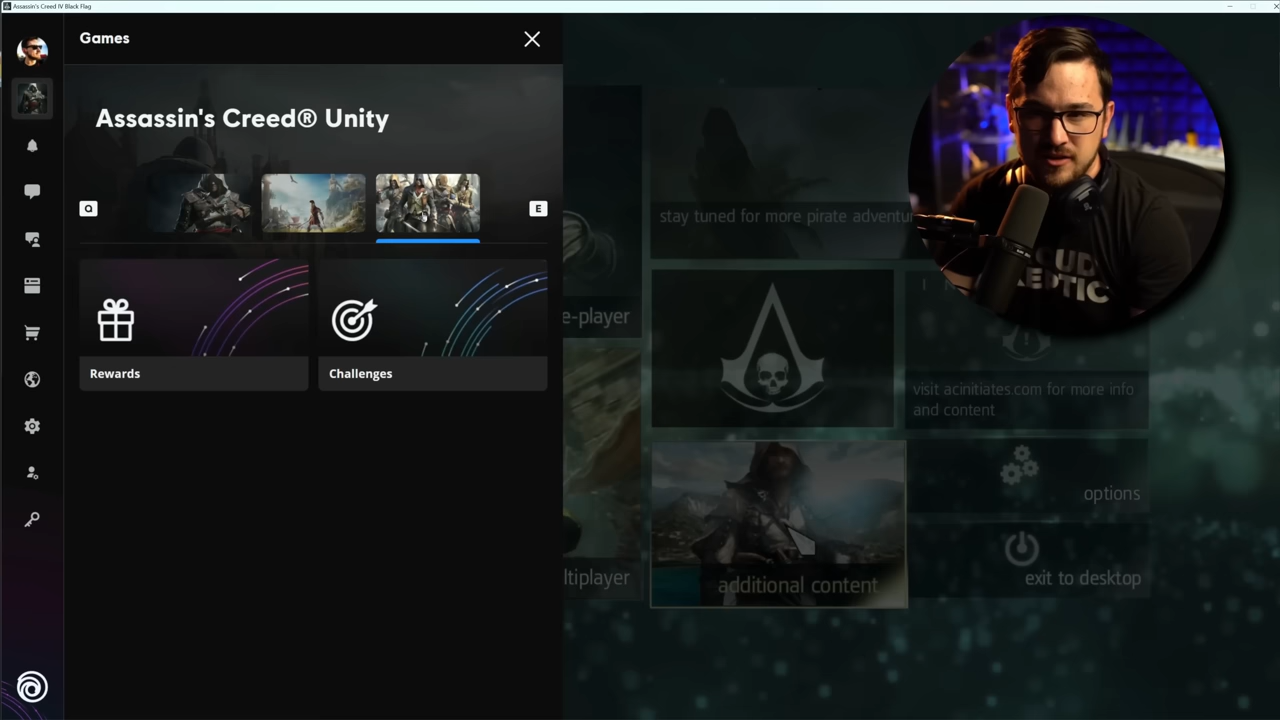 Assassin's Creed IV Black Flag
Games
Assassin's Creed® Unity
Q
E
Rewards
Challenges
e-player
ltiplayer
stay tuned for more pirate adventur
visit acinitiates.com for more info
and content
additional content
options
exit to desktop